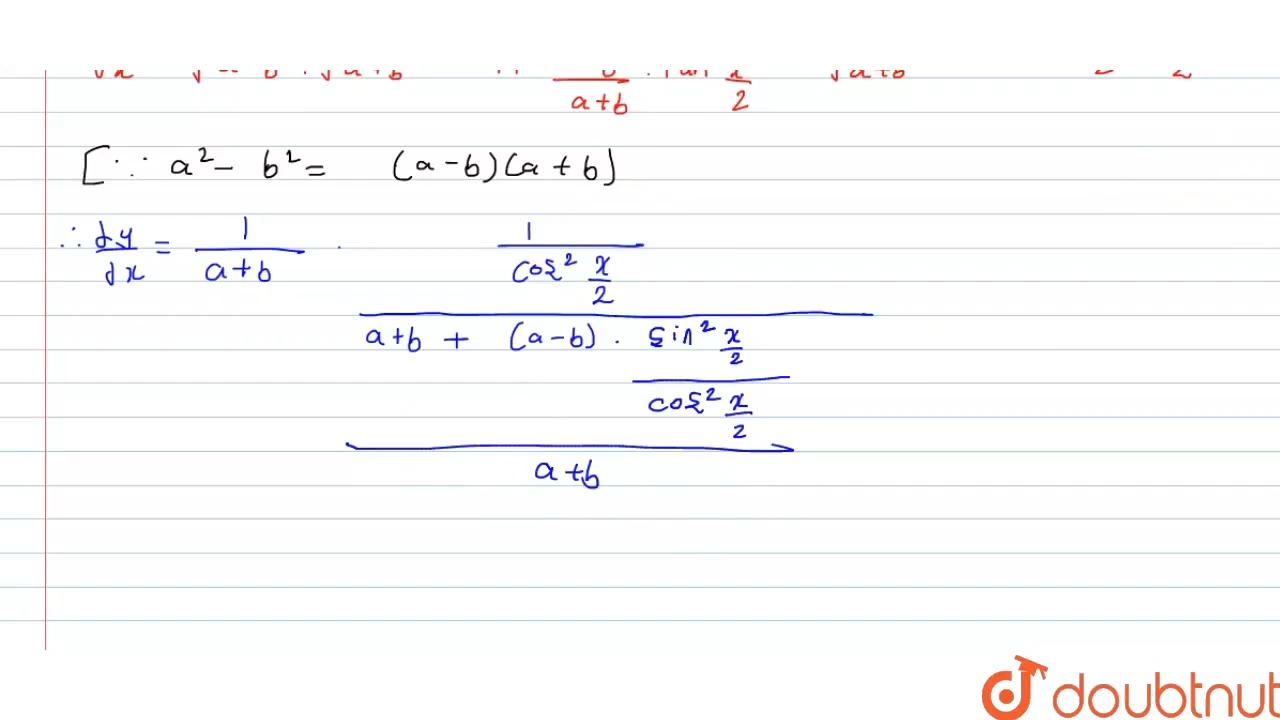 a+b x/2
[∵ a² - b² = (a-b)(a+b]
∴ dy/dx = 1/(a+b) ·
1
cos² x/2
a+b + (a-b) · sin² x/2
cos² x/2
a+b
doubtnut